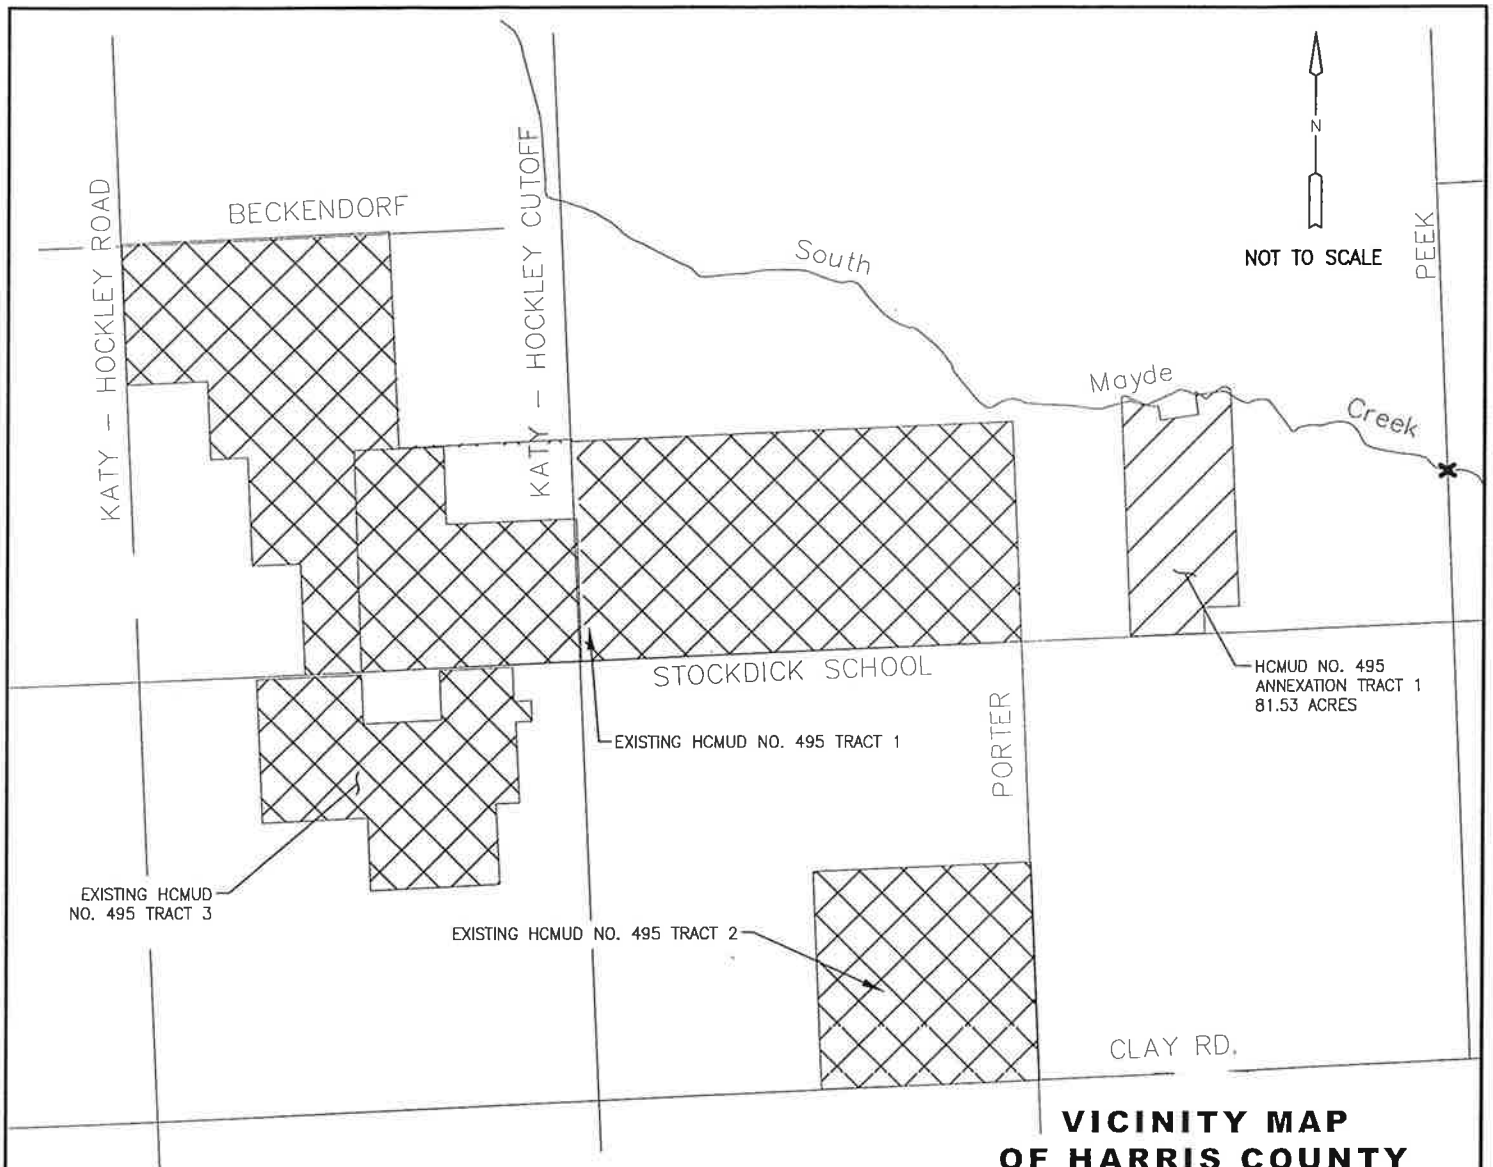 N
NOT TO SCALE
BECKENDORF
KATY – HOCKLEY ROAD
KATY – HOCKLEY CUTOFF
South
Mayde
Creek
PEEK
STOCKDICK SCHOOL
HCMUD NO. 495
ANNEXATION TRACT 1
81.53 ACRES
EXISTING HCMUD NO. 495 TRACT 1
PORTER
EXISTING HCMUD
NO. 495 TRACT 3
EXISTING HCMUD NO. 495 TRACT 2
CLAY RD.
VICINITY MAP
OF HARRIS COUNTY